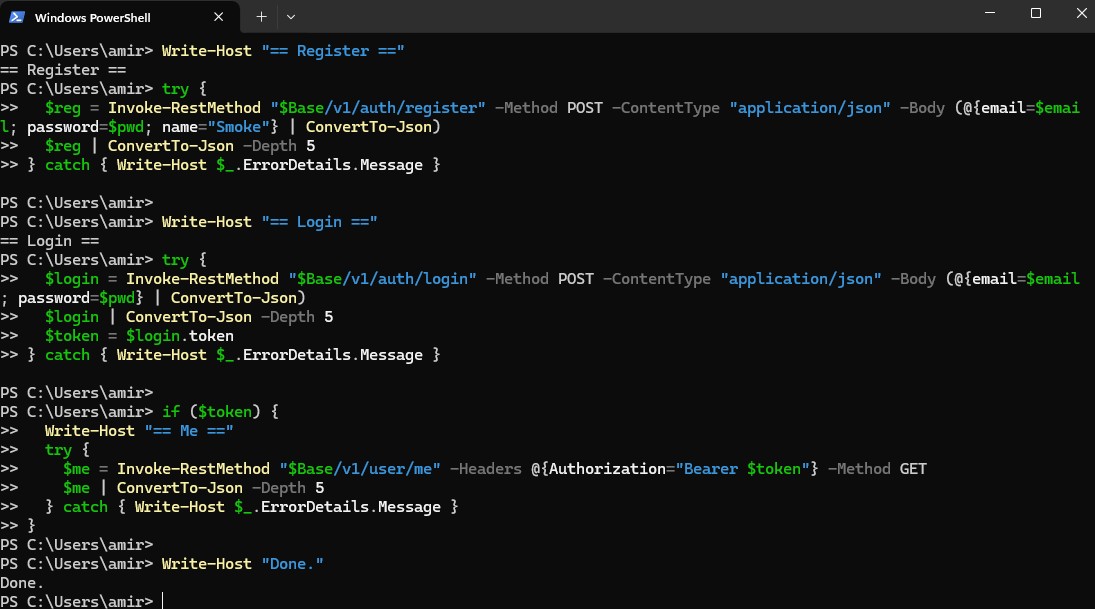 Windows PowerShell
PS C:\Users\amir> Write-Host "== Register =="
== Register ==
PS C:\Users\amir> try {
>>   $reg = Invoke-RestMethod "$Base/v1/auth/register" -Method POST -ContentType "application/json" -Body (@{email=$emai
l; password=$pwd; name="Smoke"} | ConvertTo-Json)
>>   $reg | ConvertTo-Json -Depth 5
>> } catch { Write-Host $_.ErrorDetails.Message }
PS C:\Users\amir>
PS C:\Users\amir> Write-Host "== Login =="
== Login ==
PS C:\Users\amir> try {
>>   $login = Invoke-RestMethod "$Base/v1/auth/login" -Method POST -ContentType "application/json" -Body (@{email=$email
; password=$pwd} | ConvertTo-Json)
>>   $login | ConvertTo-Json -Depth 5
>>   $token = $login.token
>> } catch { Write-Host $_.ErrorDetails.Message }
PS C:\Users\amir>
PS C:\Users\amir> if ($token) {
>>   Write-Host "== Me =="
>>   try {
>>     $me = Invoke-RestMethod "$Base/v1/user/me" -Headers @{Authorization="Bearer $token"} -Method GET
>>     $me | ConvertTo-Json -Depth 5
>>   } catch { Write-Host $_.ErrorDetails.Message }
>> }
PS C:\Users\amir>
PS C:\Users\amir> Write-Host "Done."
Done.
PS C:\Users\amir>